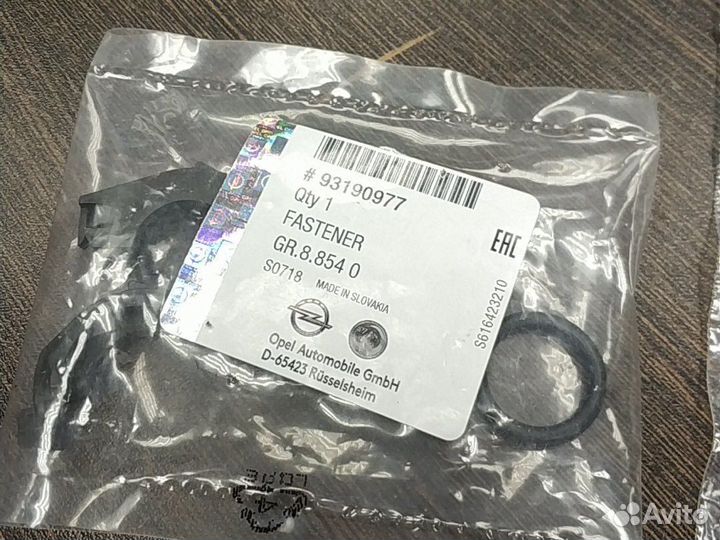 # 93190977
Qty 1
FASTENER
GR.8.854 0
S0718 MADE IN SLOVAKIA
Opel Automobile GmbH
D-65423 Rüsselsheim
EAC
S616423210
Avito